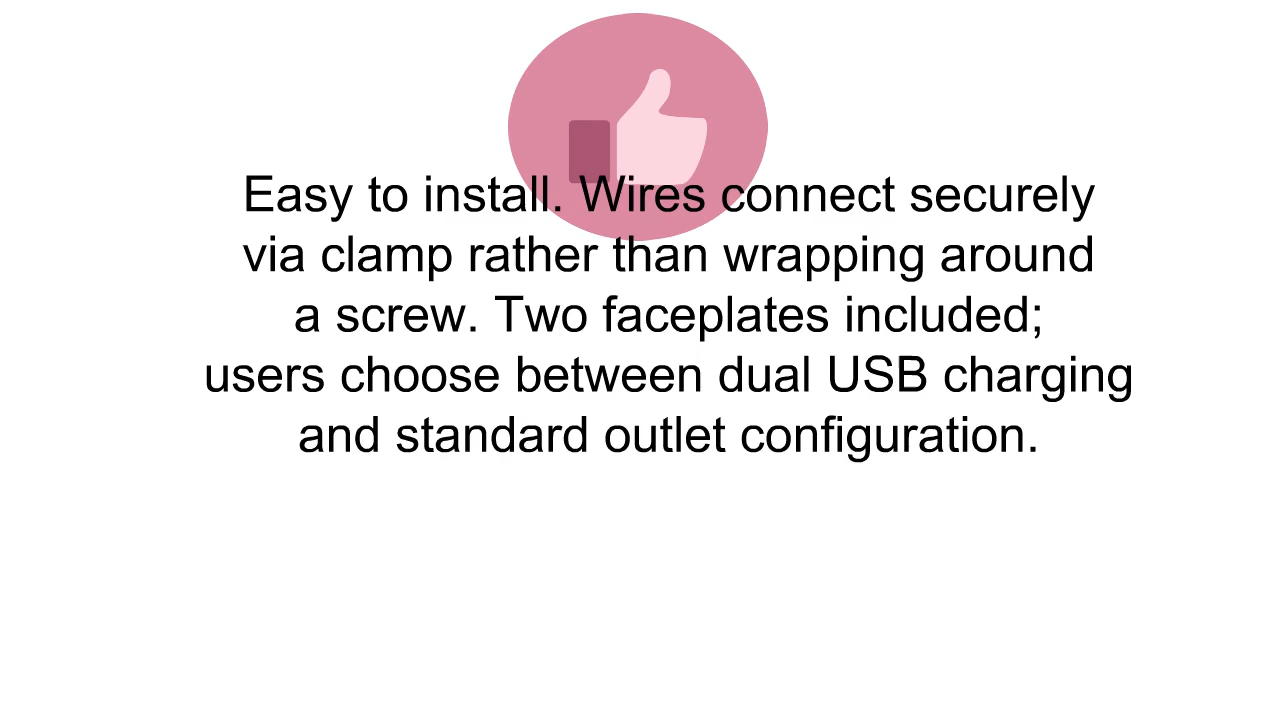 Easy to install. Wires connect securely
via clamp rather than wrapping around
a screw. Two faceplates included;
users choose between dual USB charging
and standard outlet configuration.